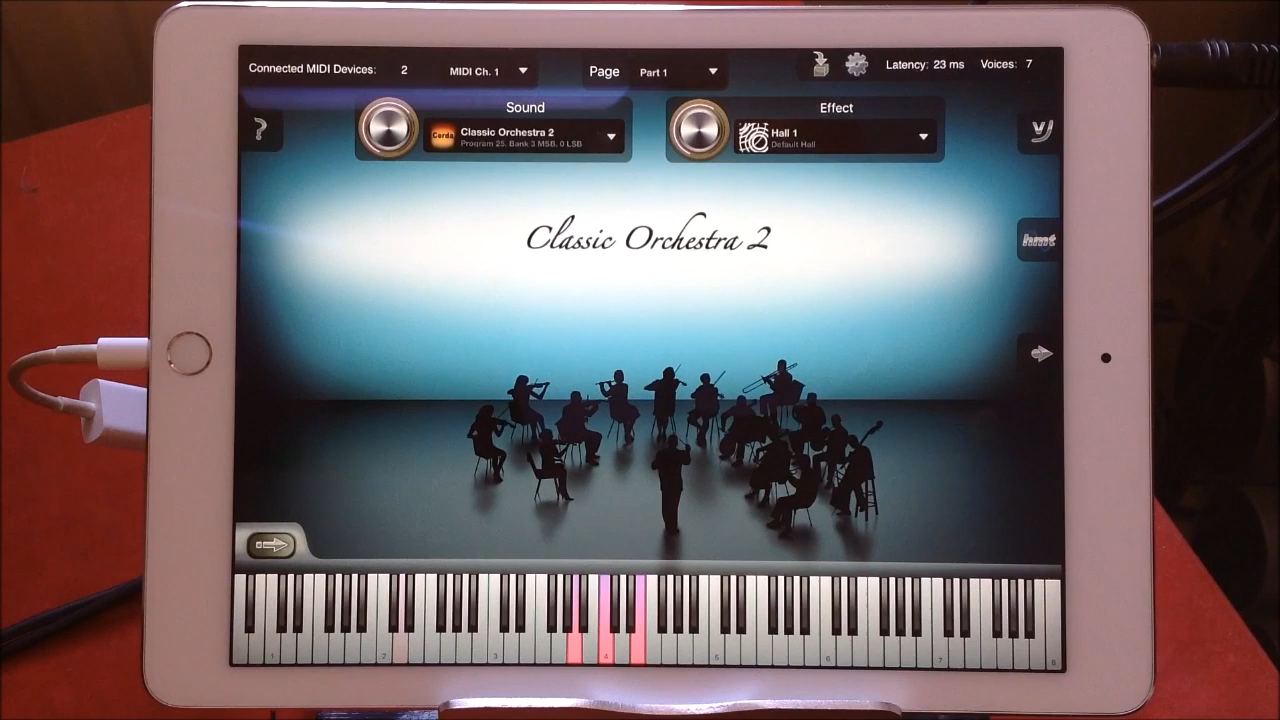 Connected MIDI Devices: 2 MIDI Ch. 1 Page Part 1 Latency: 23 ms Voices: 7
Sound
Effect
?
Corda
Classic Orchestra 2
Program 25, Bank 3 MSB, 0 LSB
Hall 1
Default Hall
hmt
Classic Orchestra 2
1 2 3 4 5 6 7 8